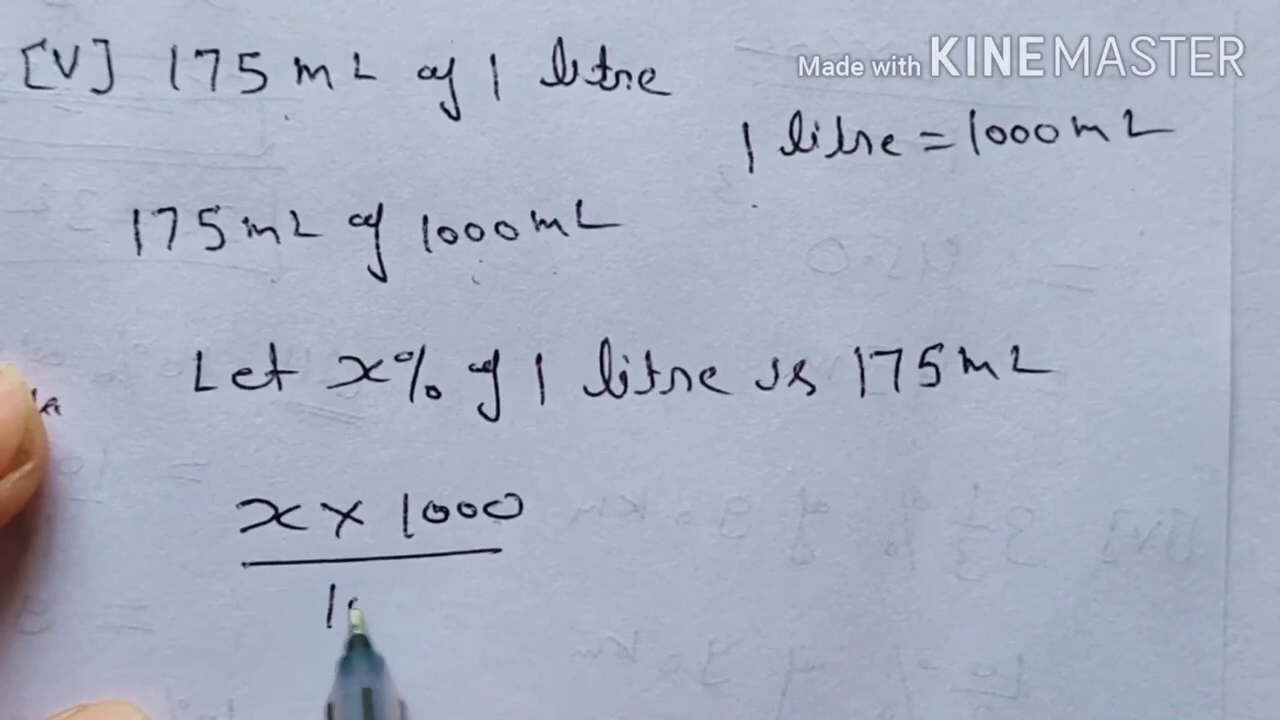 [V] 175 mL of 1 litre
Made with KINEMASTER
1 litre = 1000 mL
175 mL of 1000 mL
Let x% of 1 litre is 175 mL
x × 1000
1